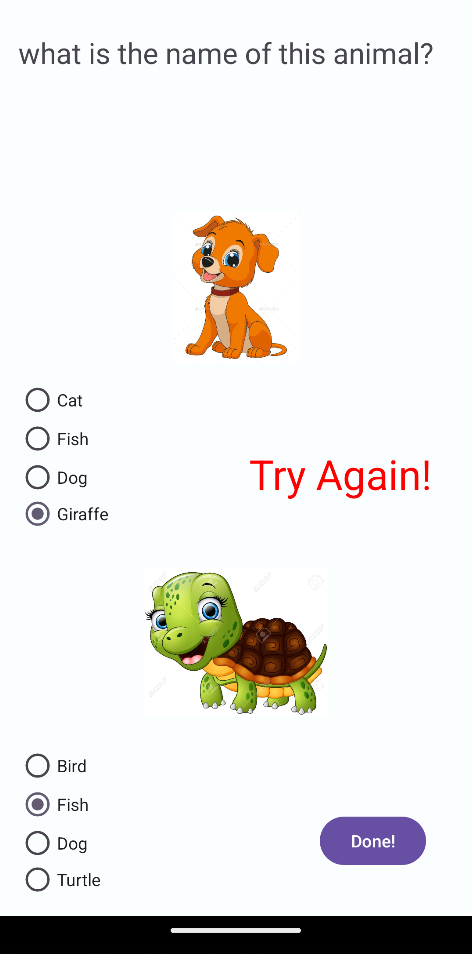 what is the name of this animal?
Cat
Fish
Dog
Try Again!
Giraffe
Bird
Fish
Dog
Done!
Turtle